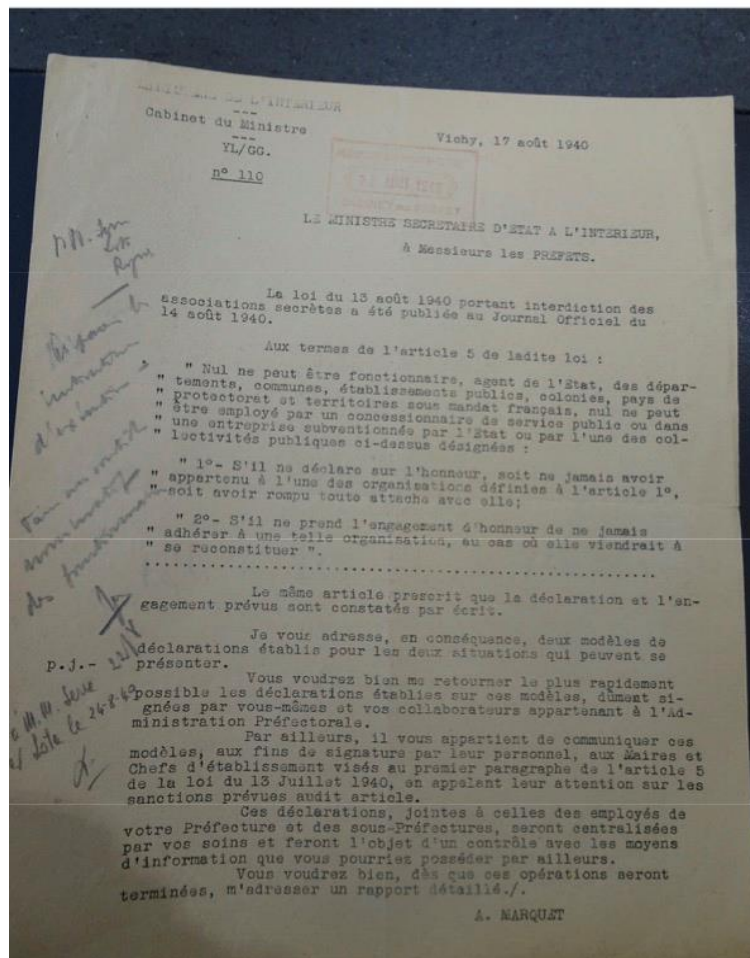 MINISTERE DE L'INTERIEUR
---
Cabinet du Ministre
---
YL/GG.
n° 110
Vichy, 17 août 1940
LE MINISTRE SECRETAIRE D'ETAT A L'INTERIEUR,
à Messieurs les PREFETS.
La loi du 13 août 1940 portant interdiction des
associations secrètes a été publiée au Journal Officiel du
14 août 1940.
Aux termes de l'article 5 de ladite loi :
" Nul ne peut être fonctionnaire, agent de l'Etat, des dépar-
" tements, communes, établissements publics, colonies, pays de
" protectorat et territoires sous mandat français, nul ne peut
" être employé par un concessionnaire de service public ou dans
" une entreprise subventionnée par l'Etat ou par l'une des col-
" lectivités publiques ci-dessus désignées :
" 1°- S'il ne déclare sur l'honneur, soit ne jamais avoir
" appartenu à l'une des organisations définies à l'article 1°,
" soit avoir rompu toute attache avec elle;
" 2°- S'il ne prend l'engagement d'honneur de ne jamais
" adhérer à une telle organisation, au cas où elle viendrait à
" se reconstituer ".
Le même article prescrit que la déclaration et l'en-
gagement prévus sont constatés par écrit.
Je vous adresse, en conséquence, deux modèles de
déclarations établis pour les deux situations qui peuvent se
p.j.- 22/8 présenter.
Vous voudrez bien me retourner le plus rapidement
possible les déclarations établies sur ces modèles, dûment si-
gnées par vous-mêmes et vos collaborateurs appartenant à l'Ad-
ministration Préfectorale.
Par ailleurs, il vous appartient de communiquer ces
modèles, aux fins de signature par leur personnel, aux Maires et
Chefs d'établissement visés au premier paragraphe de l'article 5
de la loi du 13 Juillet 1940, en appelant leur attention sur les
sanctions prévues audit article.
Ces déclarations, jointes à celles des employés de
votre Préfecture et des sous-Préfectures, seront centralisées
par vos soins et feront l'objet d'un contrôle avec les moyens
d'information que vous pourriez posséder par ailleurs.
Vous voudrez bien, dès que ces opérations seront
terminées, m'adresser un rapport détaillé./.
A. MARQUET
d'exécution
des fonctionnaires